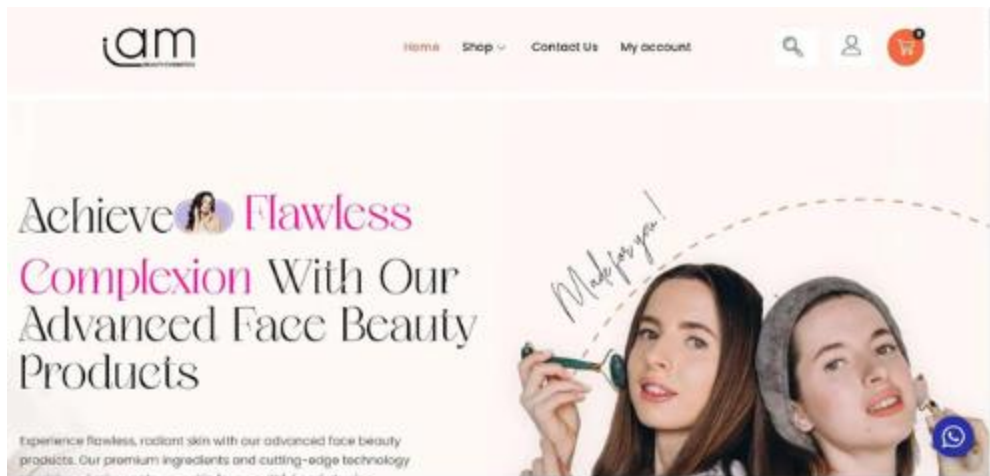 i am
Home Shop Contact Us My account
0
Achieve Flawless
Complexion With Our
Advanced Face Beauty
Products
Made for you!
Experience flawless, radiant skin with our advanced face beauty
products. Our premium ingredients and cutting-edge technology